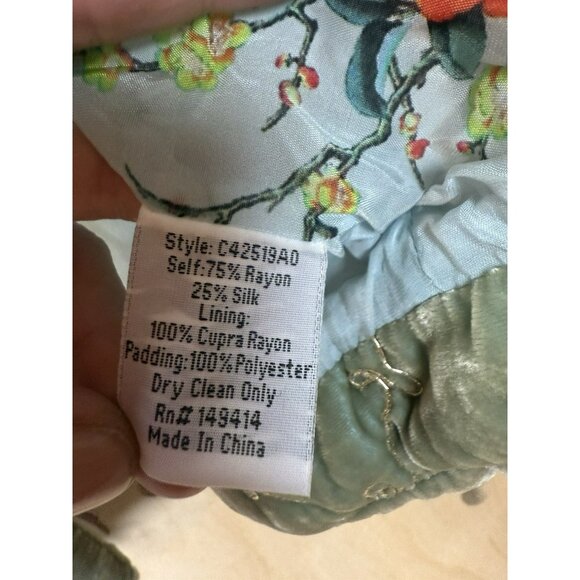 Style: C42519A0
Self:75% Rayon
25% Silk
Lining:
100% Cupra Rayon
Padding:100%Polyester
Dry Clean Only
Rn# 149414
Made In China